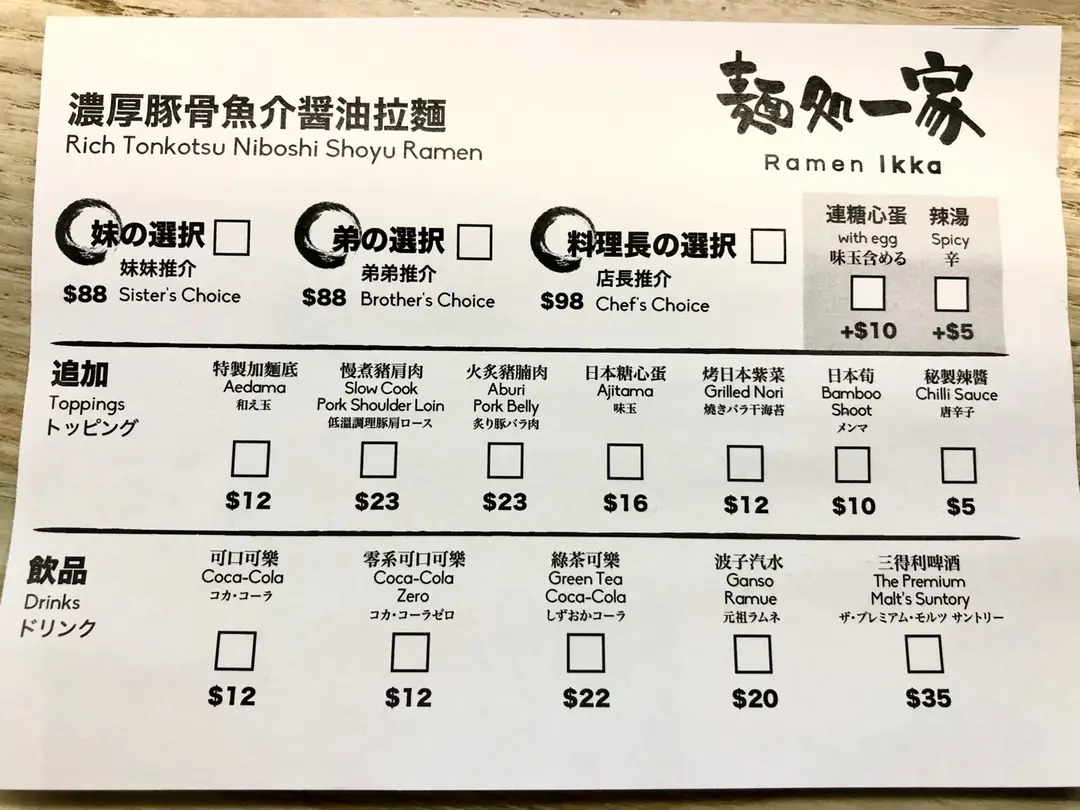 濃厚豚骨魚介醤油拉麵
Rich Tonkotsu Niboshi Shoyu Ramen
麺処一家
Ramen Ikka
妹の選択
妹妹推介
$88 Sister's Choice
弟の選択
弟弟推介
$88 Brother's Choice
料理長の選択
店長推介
$98 Chef's Choice
連糖心蛋
with egg
味玉含める
+$10
辣湯
Spicy
辛
+$5
追加
Toppings
トッピング
特製加麵底
Aedama
和え玉
$12
慢煮豬肩肉
Slow Cook
Pork Shoulder Loin
低溫調理豚肩ロース
$23
火炙豬腩肉
Aburi
Pork Belly
炙り豚バラ肉
$23
日本糖心蛋
Ajitama
味玉
$16
烤日本紫菜
Grilled Nori
燒きバラ干海苔
$12
日本荀
Bamboo
Shoot
メンマ
$10
秘製辣醬
Chilli Sauce
唐辛子
$5
飲品
Drinks
ドリンク
可口可樂
Coca-Cola
コカ・コーラ
$12
零系可口可樂
Coca-Cola
Zero
コカ・コーラゼロ
$12
綠茶可樂
Green Tea
Coca-Cola
しずおかコーラ
$22
波子汽水
Ganso
Ramue
元祖ラムネ
$20
三得利啤酒
The Premium
Malt's Suntory
ザ・プレミアム・モルツ サントリー
$35